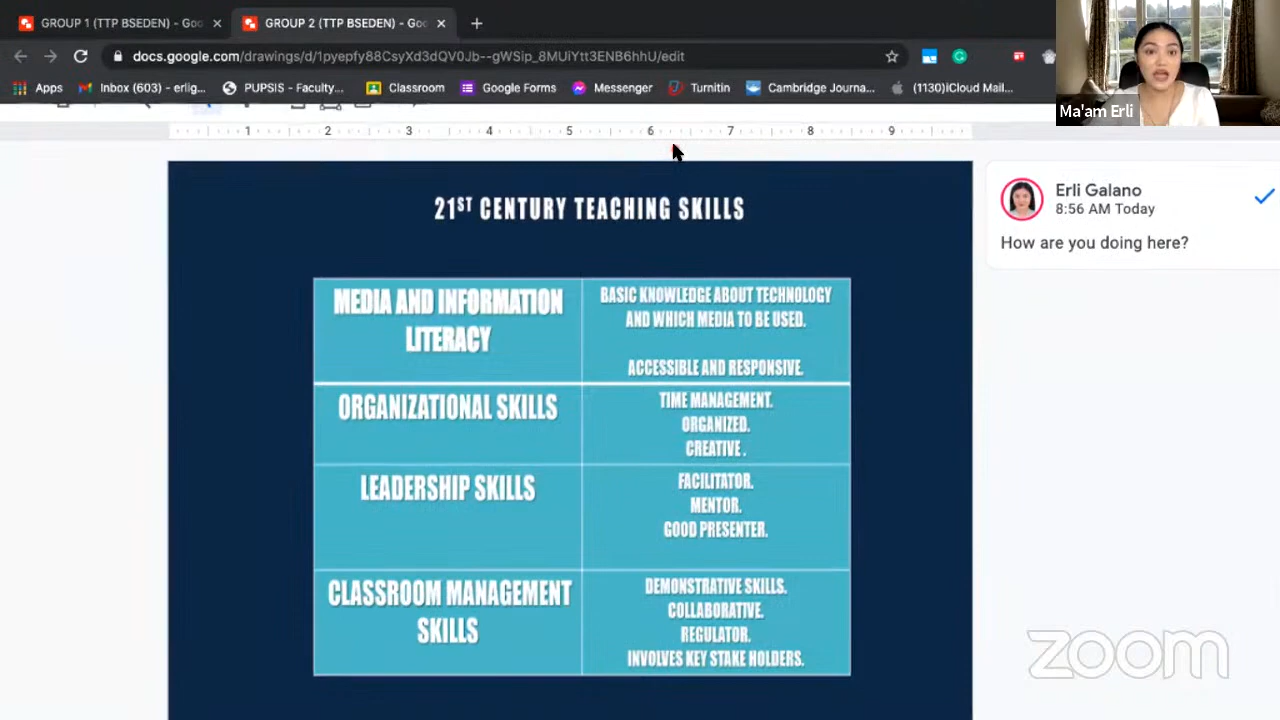 GROUP 1 (TTP BSEDEN) - Goo
GROUP 2 (TTP BSEDEN) - Goo
docs.google.com/drawings/d/1pyepfy88CsyXd3dQV0Jb--gWSip_8MUiYtt3ENB6hhU/edit
Apps
Inbox (603) - erlig...
PUPSIS - Faculty...
Classroom
Google Forms
Messenger
Turnitin
Cambridge Journa...
(1130)iCloud Mail...
Ma'am Erli
1 2 3 4 5 6 7 8 9
21ST CENTURY TEACHING SKILLS
MEDIA AND INFORMATION
LITERACY
BASIC KNOWLEDGE ABOUT TECHNOLOGY
AND WHICH MEDIA TO BE USED.
ACCESSIBLE AND RESPONSIVE.
ORGANIZATIONAL SKILLS
TIME MANAGEMENT.
ORGANIZED.
CREATIVE .
LEADERSHIP SKILLS
FACILITATOR.
MENTOR.
GOOD PRESENTER.
CLASSROOM MANAGEMENT
SKILLS
DEMONSTRATIVE SKILLS.
COLLABORATIVE.
REGULATOR.
INVOLVES KEY STAKE HOLDERS.
Erli Galano
8:56 AM Today
How are you doing here?
zoom